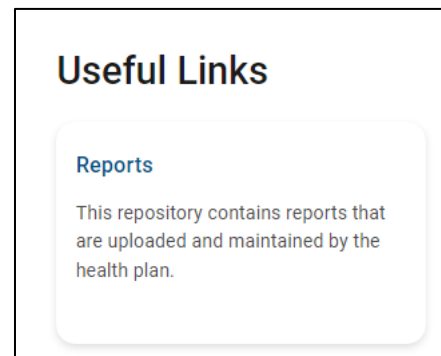 Useful Links
Reports
This repository contains reports that
are uploaded and maintained by the
health plan.